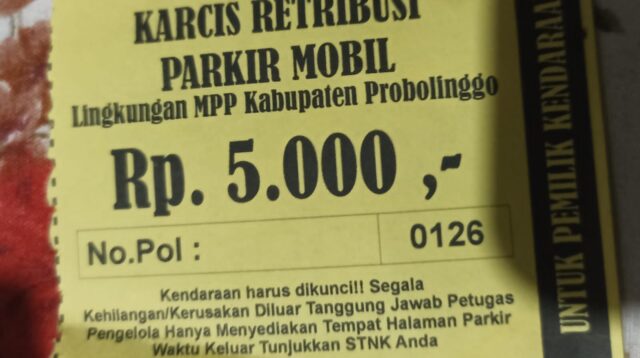 KARCIS RETRIBUSI
PARKIR MOBIL
Lingkungan MPP Kabupaten Probolinggo
Rp. 5.000 ,-
No.Pol :
0126
Kendaraan harus dikunci!! Segala
Kehilangan/Kerusakan Diluar Tanggung Jawab Petugas
Pengelola Hanya Menyediakan Tempat Halaman Parkir
Waktu Keluar Tunjukkan STNK Anda
UNTUK PEMILIK KENDARAA